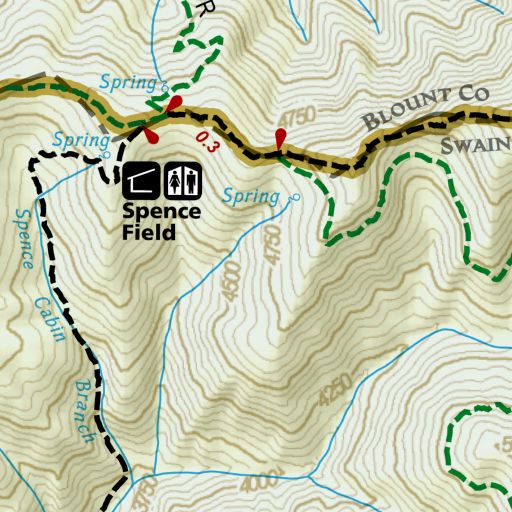 R
Spring
4750
BLOUNT CO
SWAIN
0.3
Spring
Spence
Field
Spring
4750
4500
Spence
Cabin
Branch
4250
4000